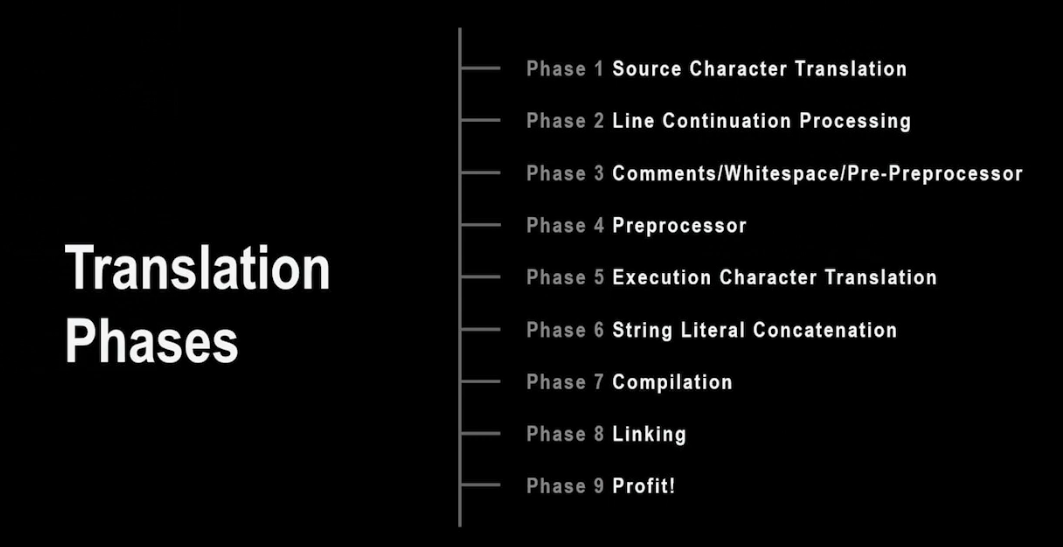 Translation
Phases
Phase 1 Source Character Translation
Phase 2 Line Continuation Processing
Phase 3 Comments/Whitespace/Pre-Preprocessor
Phase 4 Preprocessor
Phase 5 Execution Character Translation
Phase 6 String Literal Concatenation
Phase 7 Compilation
Phase 8 Linking
Phase 9 Profit!